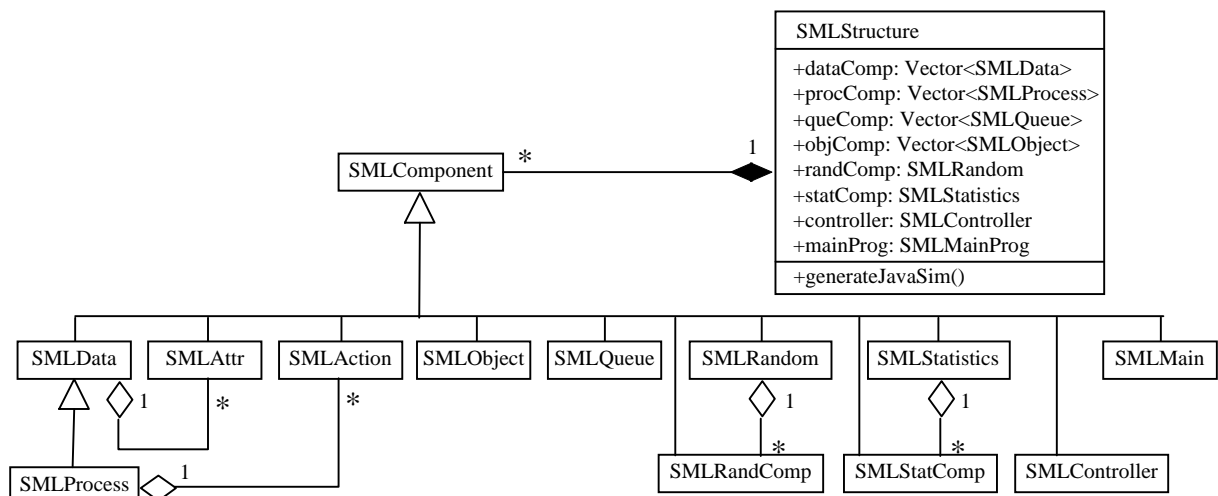 SMLStructure
+dataComp: Vector<SMLData>
+procComp: Vector<SMLProcess>
+queComp: Vector<SMLQueue>
+objComp: Vector<SMLObject>
+randComp: SMLRandom
+statComp: SMLStatistics
+controller: SMLController
+mainProg: SMLMainProg
+generateJavaSim()
SMLComponent
*
1
SMLData
SMLAttr
SMLAction
SMLObject
SMLQueue
SMLRandom
SMLStatistics
SMLMain
1
*
*
1
*
1
*
SMLProcess
1
SMLRandComp
SMLStatComp
SMLController